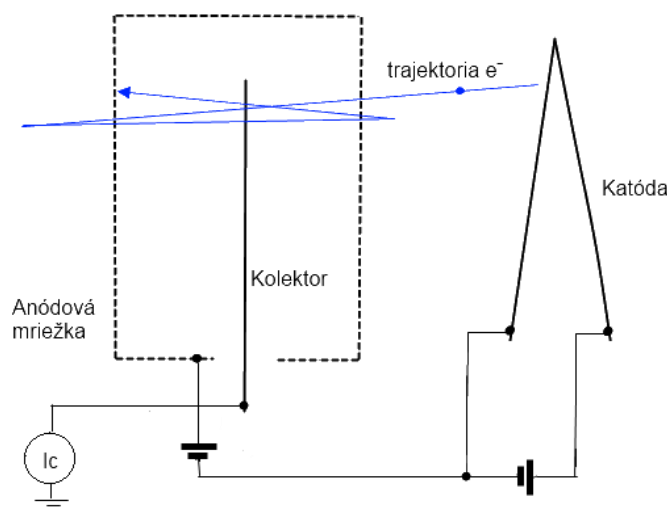 trajektoria e⁻
Katóda
Kolektor
Anódová
mriežka
Ic